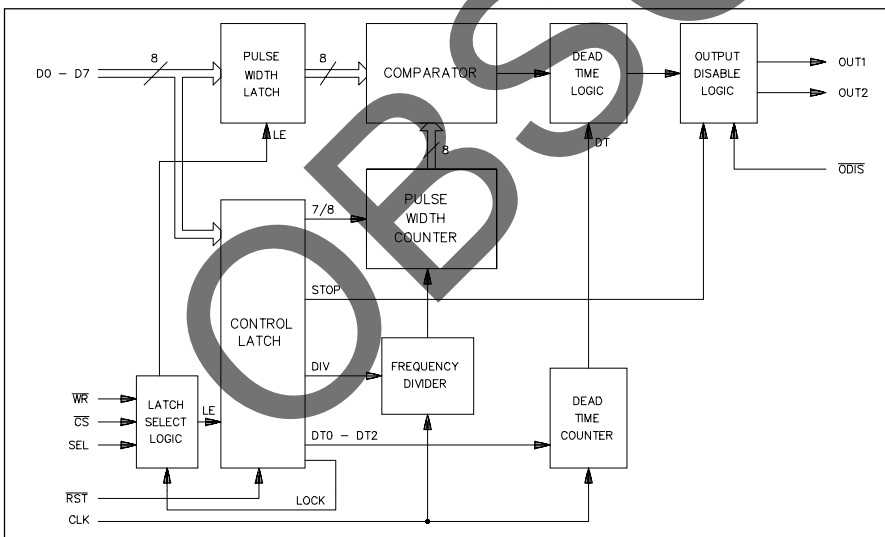 8
D0 - D7
PULSE
WIDTH
LATCH
8
COMPARATOR
DEAD
TIME
LOGIC
OUTPUT
DISABLE
LOGIC
OUT1
OUT2
LE
8
DT
ODIS
7/8
PULSE
WIDTH
COUNTER
STOP
CONTROL
LATCH
DIV
FREQUENCY
DIVIDER
WR
CS
SEL
LATCH
SELECT
LOGIC
LE
DT0 - DT2
DEAD
TIME
COUNTER
RST
LOCK
CLK